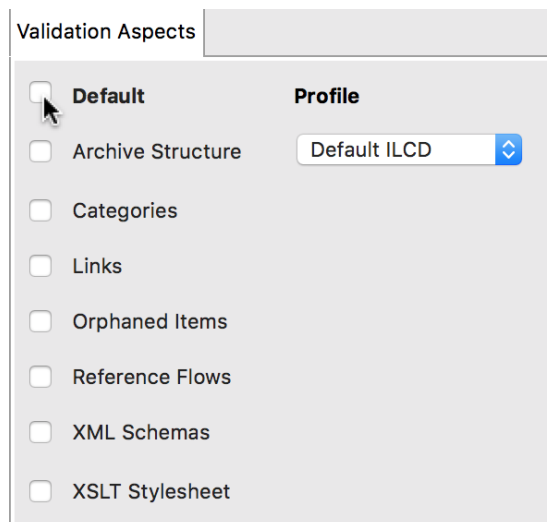 Validation Aspects
Default Profile
Archive Structure Default ILCD
Categories
Links
Orphaned Items
Reference Flows
XML Schemas
XSLT Stylesheet